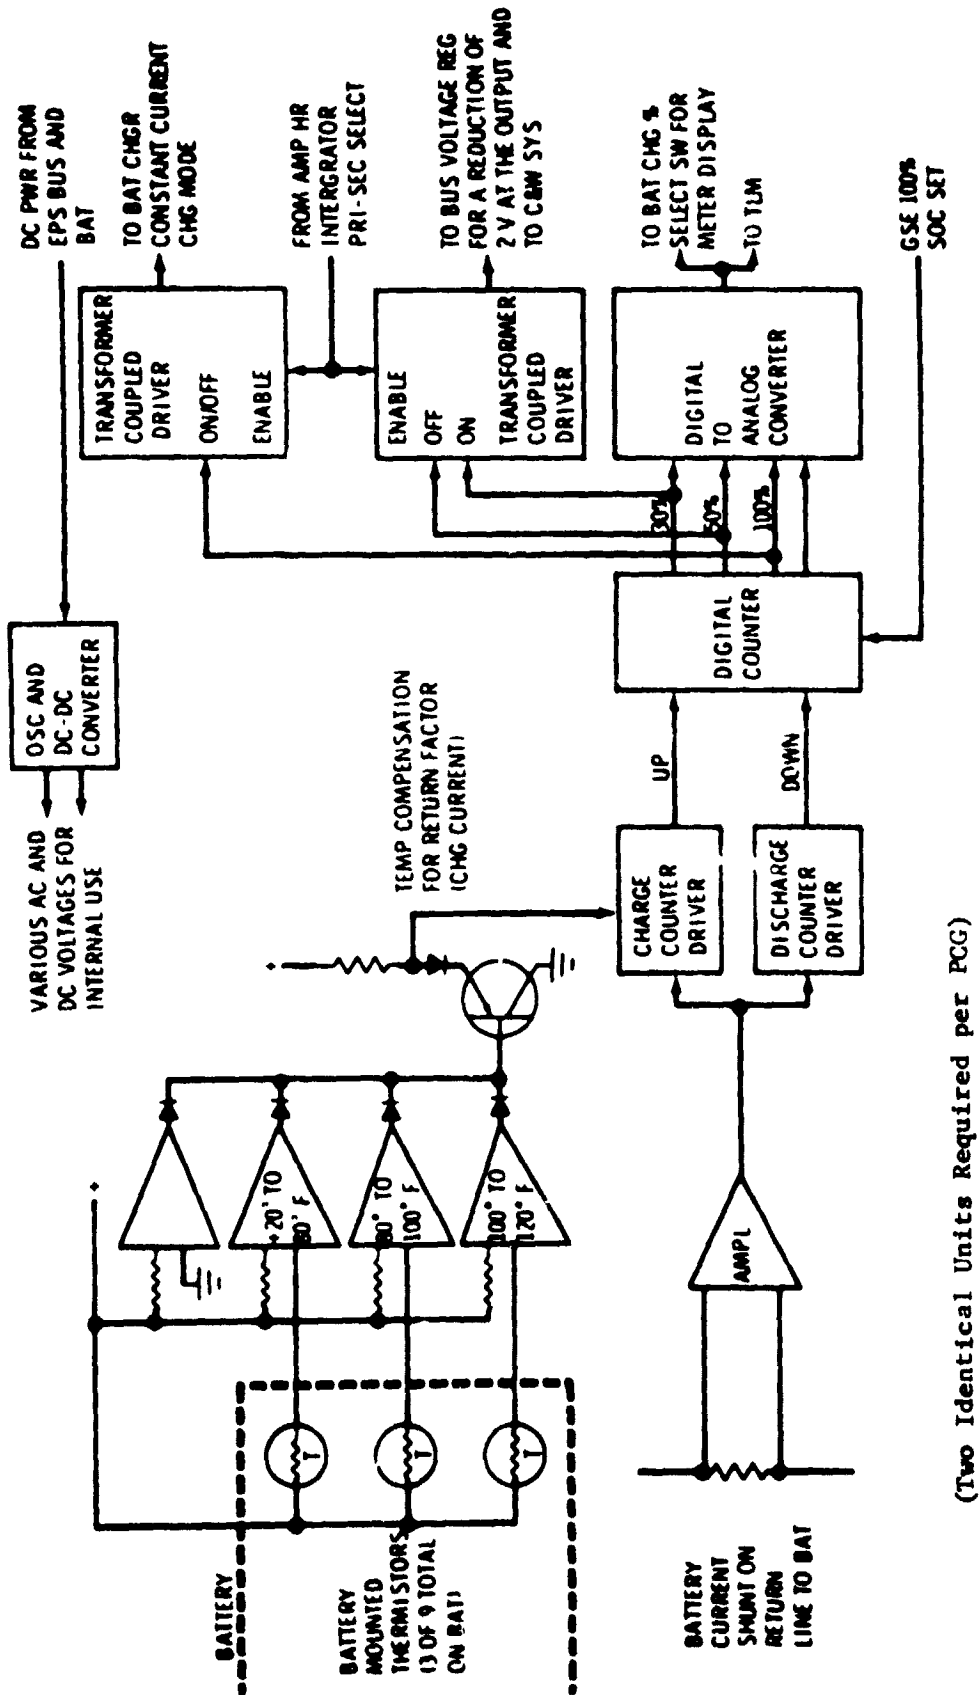 BATTERY
BATTERY
MOUNTED
THERMISTORS
(3 OF 9 TOTAL
ON BAT)
+
+20° TO
80° F
80° TO
100° F
100° TO
120° F
T
T
T
+
VARIOUS AC AND
DC VOLTAGES FOR
INTERNAL USE
OSC AND
DC-DC
CONVERTER
DC PWR FROM
EPS BUS AND
BAT
TEMP COMPENSATION
FOR RETURN FACTOR
(CHG CURRENT)
TRANSFORMER
COUPLED
DRIVER
ON/OFF
ENABLE
TO BAT CHGR
CONSTANT CURRENT
CHG MODE
FROM AMP HR
INTERGRATOR
PRI-SEC SELECT
ENABLE
OFF
ON
TRANSFORMER
COUPLED
DRIVER
TO BUS VOLTAGE REG
FOR A REDUCTION OF
2 V AT THE OUTPUT AND
TO C&W SYS
BATTERY
CURRENT
SHUNT ON
RETURN
LINE TO BAT
AMPL
CHARGE
COUNTER
DRIVER
DISCHARGE
COUNTER
DRIVER
UP
DOWN
DIGITAL
COUNTER
30%
50%
100%
DIGITAL
TO
ANALOG
CONVERTER
TO BAT CHG %
SELECT SW FOR
METER DISPLAY
TO TLM
GSE 100%
SOC SET
(Two Identical Units Required per PCG)